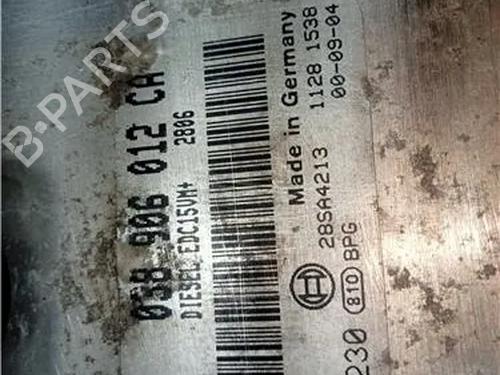 038 906 012 CA
DIESEL EDC15VM+ 2806
Made in Germany
28SA4213 1128 1538
810 BPG 00-09-04
230
B-PARTS